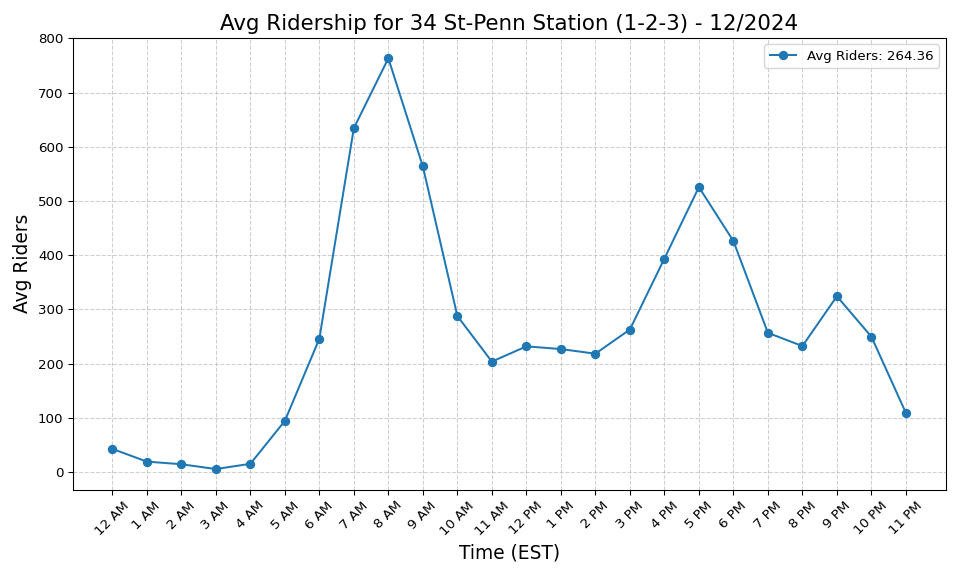 Avg Ridership for 34 St-Penn Station (1-2-3) - 12/2024
Avg Riders: 264.36
Avg Riders
800
700
600
500
400
300
200
100
0
12 AM
1 AM
2 AM
3 AM
4 AM
5 AM
6 AM
7 AM
8 AM
9 AM
10 AM
11 AM
12 PM
1 PM
2 PM
3 PM
4 PM
5 PM
6 PM
7 PM
8 PM
9 PM
10 PM
11 PM
Time (EST)